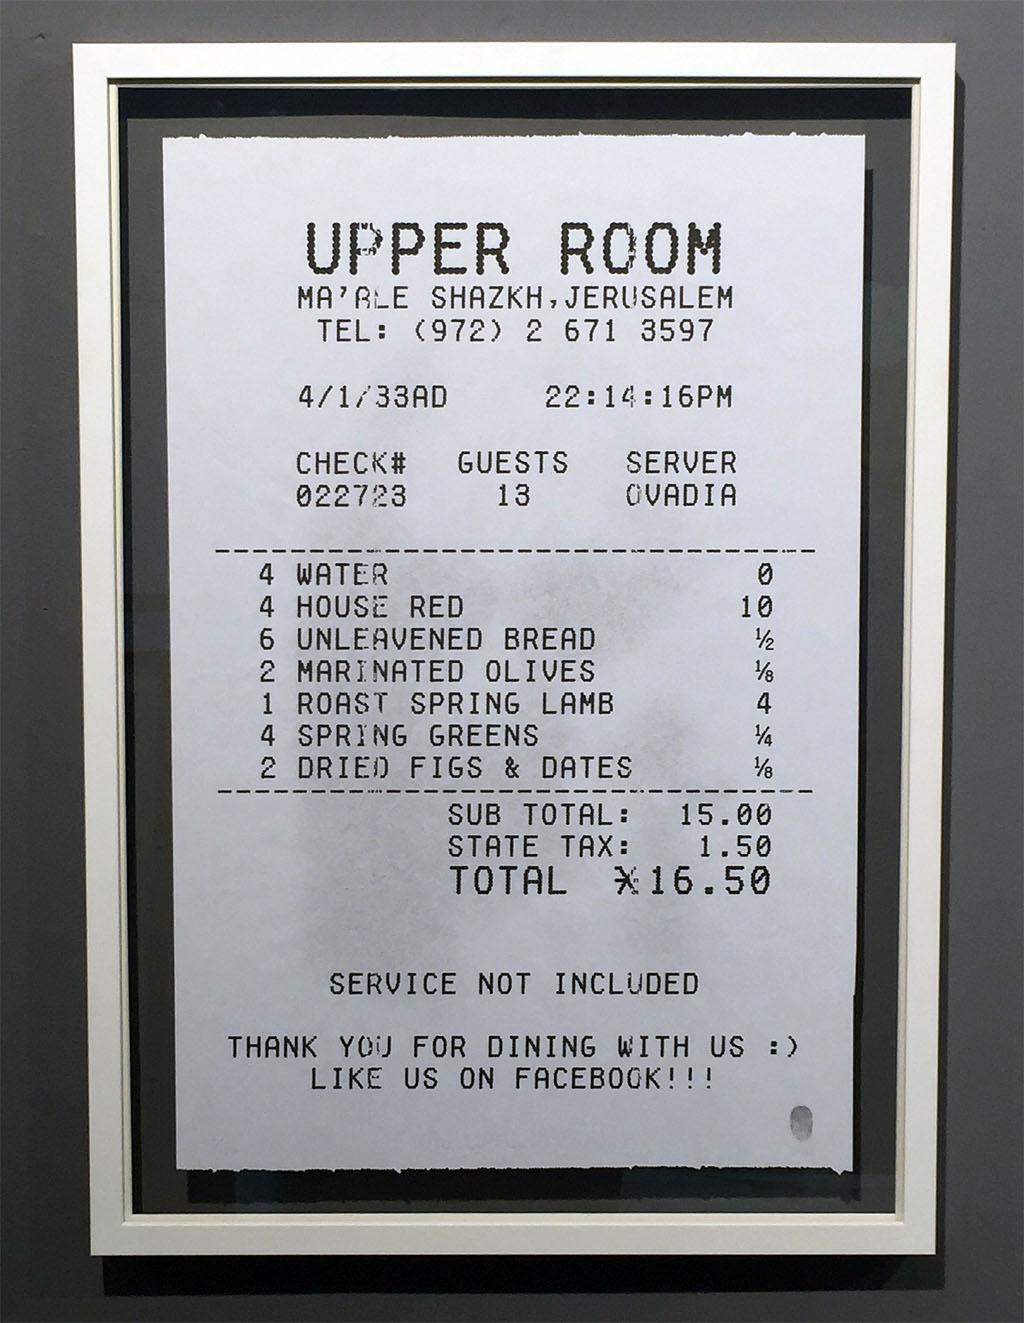 UPPER ROOM
MA'ALE SHAZKH,JERUSALEM
TEL: (972) 2 671 3597
4/1/33AD 22:14:16PM
CHECK# GUESTS SERVER
022723 13 OVADIA
4 WATER 0
4 HOUSE RED 10
6 UNLEAVENED BREAD ½
2 MARINATED OLIVES ⅛
1 ROAST SPRING LAMB 4
4 SPRING GREENS ¼
2 DRIED FIGS & DATES ⅛
SUB TOTAL: 15.00
STATE TAX: 1.50
TOTAL 16.50
SERVICE NOT INCLUDED
THANK YOU FOR DINING WITH US :)
LIKE US ON FACEBOOK!!!